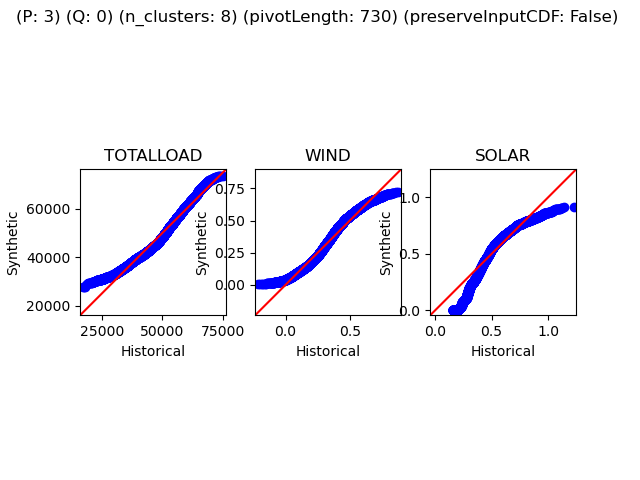 (P: 3) (Q: 0) (n_clusters: 8) (pivotLength: 730) (preserveInputCDF: False)
TOTALLOAD
WIND
SOLAR
Synthetic
60000
40000
20000
25000
50000
75000
Historical
Synthetic
0.75
0.50
0.25
0.00
0.0
0.5
Historical
Synthetic
1.0
0.5
0.0
0.0
0.5
1.0
Historical